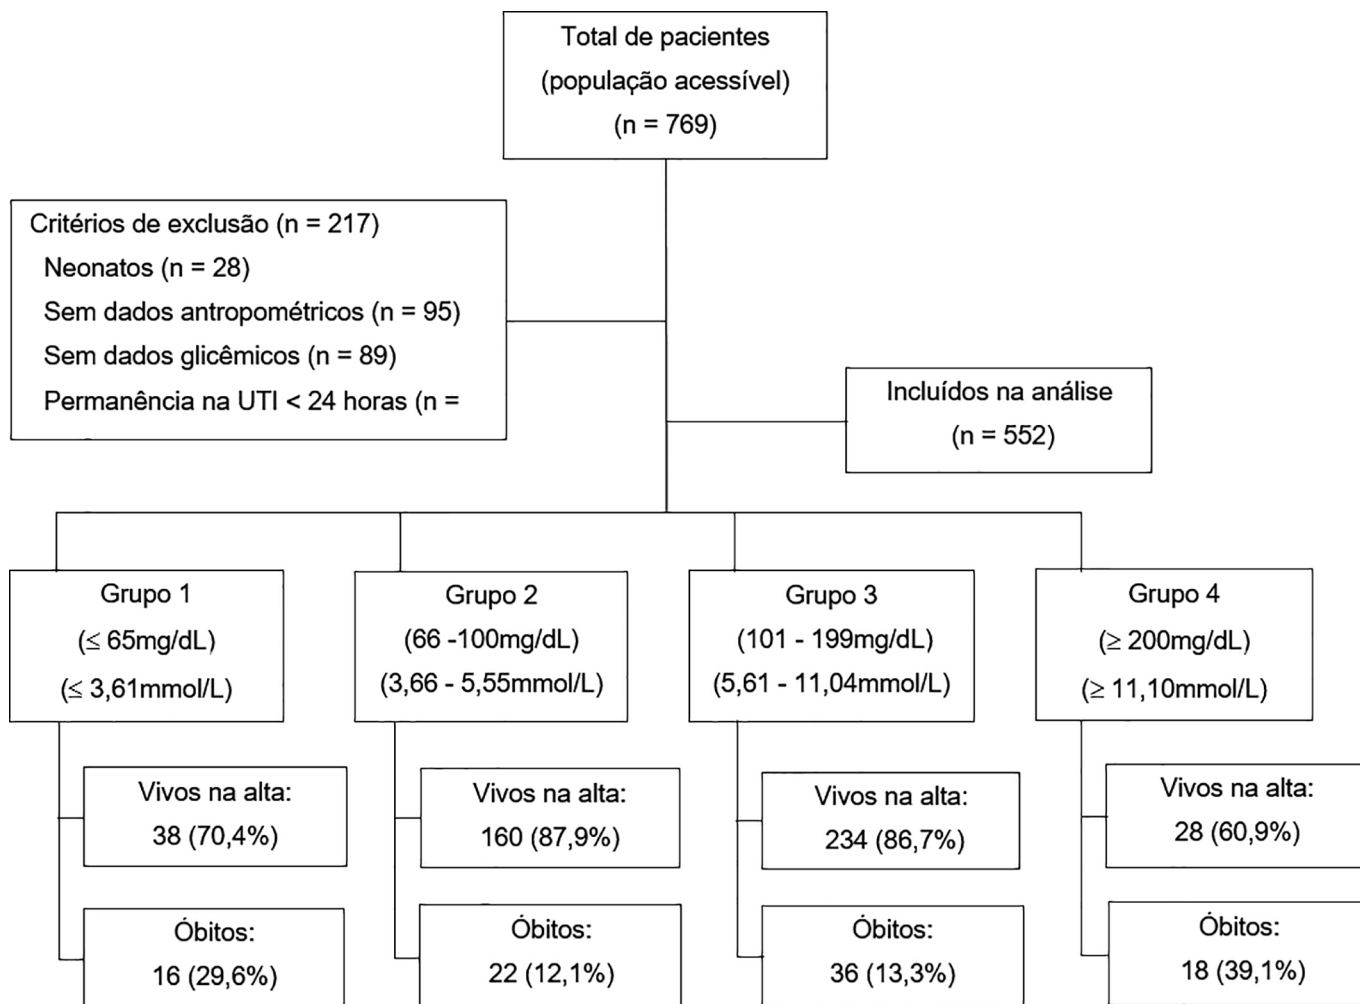 Total de pacientes
(população acessível)
(n = 769)
Critérios de exclusão (n = 217)
Neonatos (n = 28)
Sem dados antropométricos (n = 95)
Sem dados glicêmicos (n = 89)
Permanência na UTI < 24 horas (n =
Incluídos na análise
(n = 552)
Grupo 1
(≤ 65mg/dL)
(≤ 3,61mmol/L)
Grupo 2
(66 -100mg/dL)
(3,66 - 5,55mmol/L)
Grupo 3
(101 - 199mg/dL)
(5,61 - 11,04mmol/L)
Grupo 4
(≥ 200mg/dL)
(≥ 11,10mmol/L)
Vivos na alta:
38 (70,4%)
Vivos na alta:
160 (87,9%)
Vivos na alta:
234 (86,7%)
Vivos na alta:
28 (60,9%)
Óbitos:
16 (29,6%)
Óbitos:
22 (12,1%)
Óbitos:
36 (13,3%)
Óbitos:
18 (39,1%)